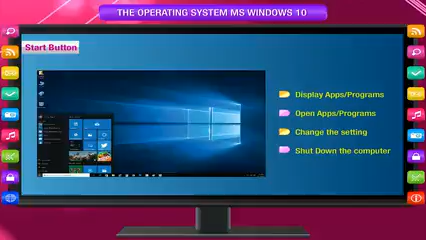 THE OPERATING SYSTEM MS WINDOWS 10
Start Button
Display Apps/Programs
Open Apps/Programs
Change the setting
Shut Down the computer